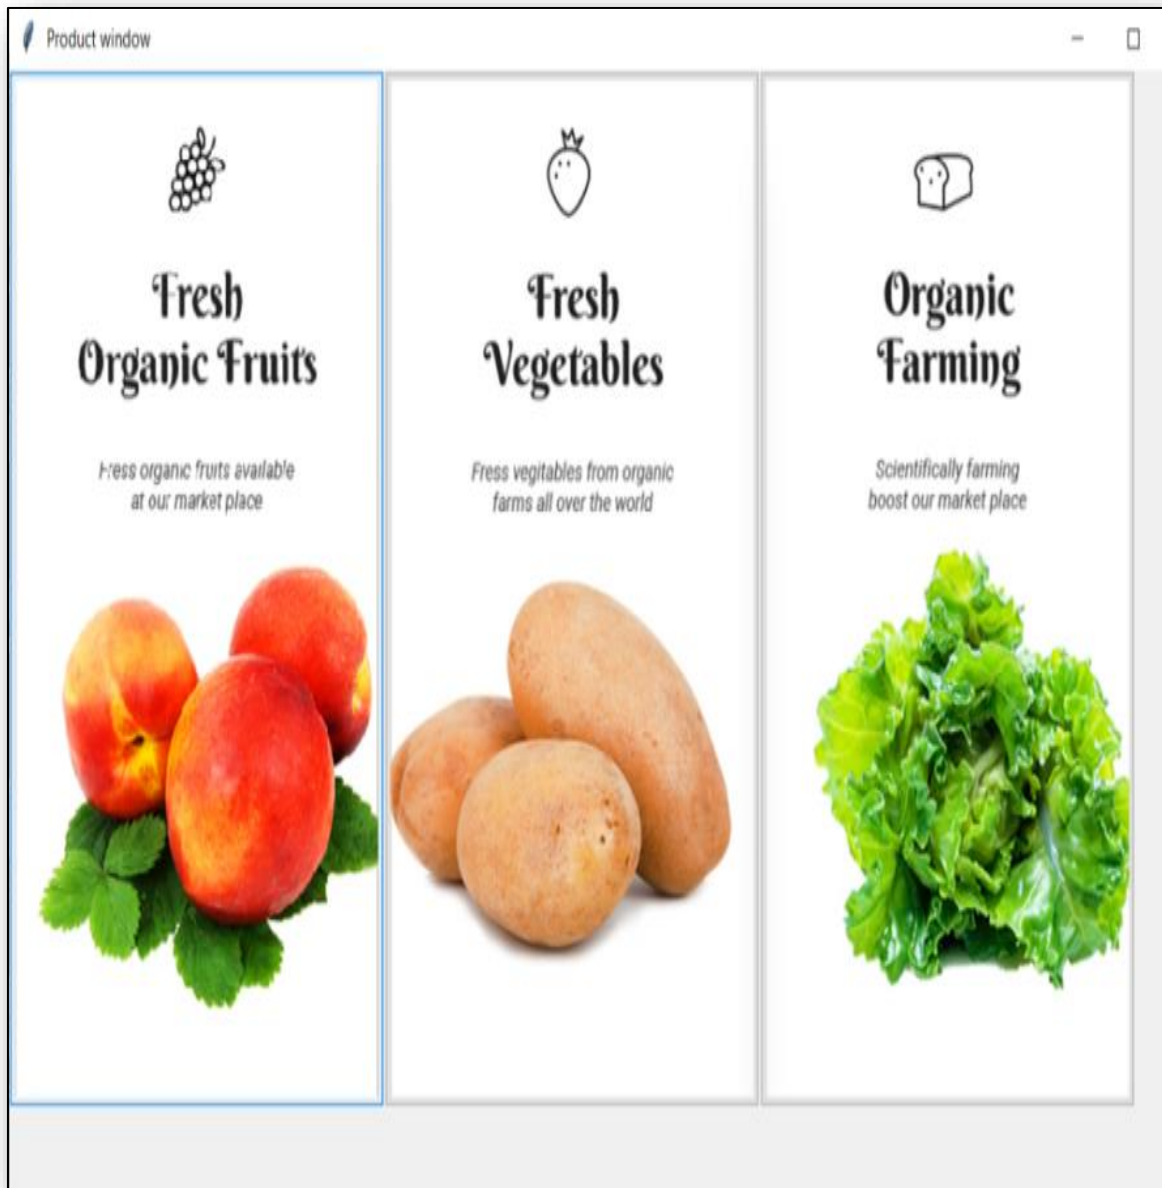 Product window
Fresh
Organic Fruits
Fress organic fruits available
at our market place
Fresh
Vegetables
Fress vegitables from organic
farms all over the world
Organic
Farming
Scientifically farming
boost our market place